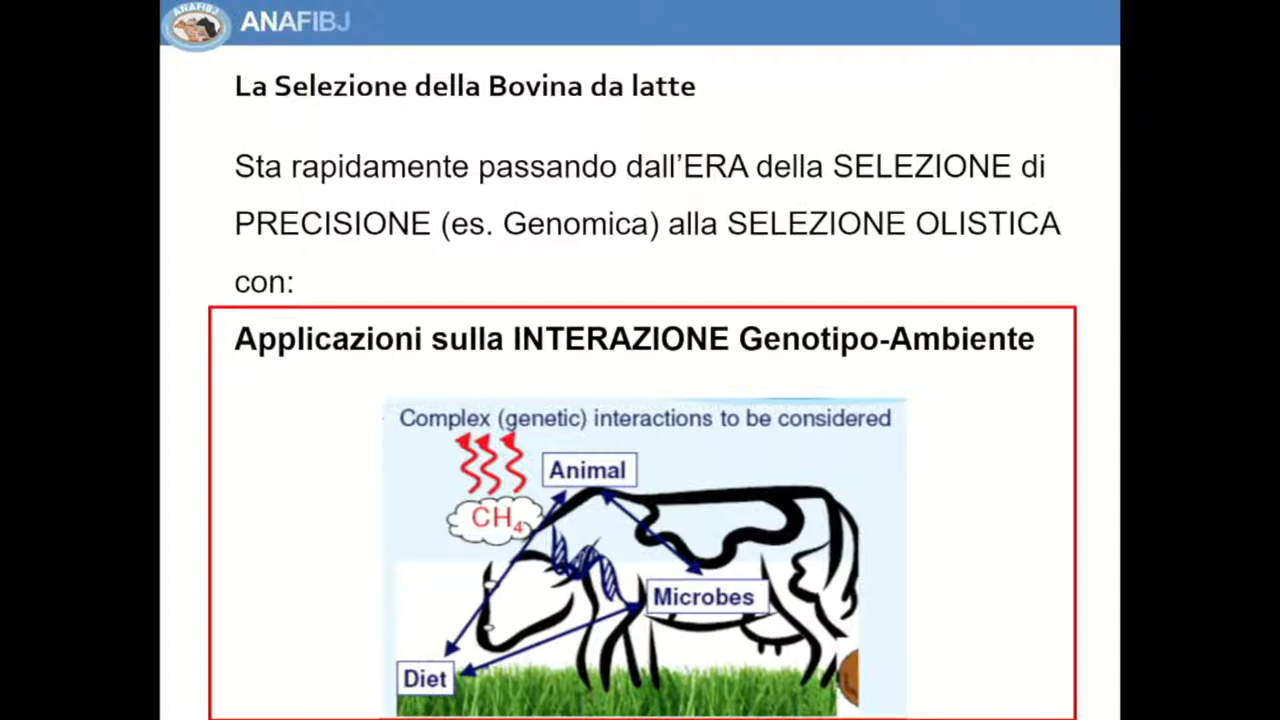 ANAFIBJ
ANAFIBJ
La Selezione della Bovina da latte
Sta rapidamente passando dall'ERA della SELEZIONE di
PRECISIONE (es. Genomica) alla SELEZIONE OLISTICA
con:
Applicazioni sulla INTERAZIONE Genotipo-Ambiente
Complex (genetic) interactions to be considered
Animal
CH₄
Microbes
Diet